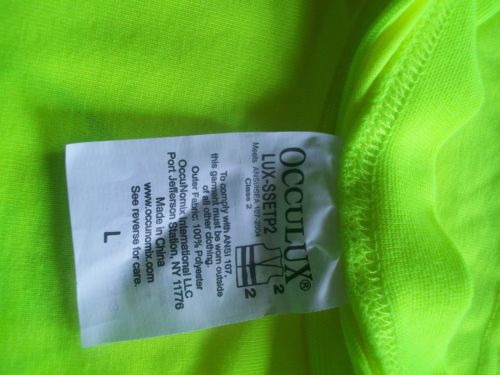 OCCULUX®
LUX-SSETP2
Meets ANSI/ISEA 107-2004
Class 2
2
2
To comply with ANSI 107,
this garment must be worn outside
of all other clothing.
Outer Fabric: 100% Polyester
OccuNomix International LLC
Port Jefferson Station, NY 11776
Made in China
www.occunomix.com
See reverse for care.
L